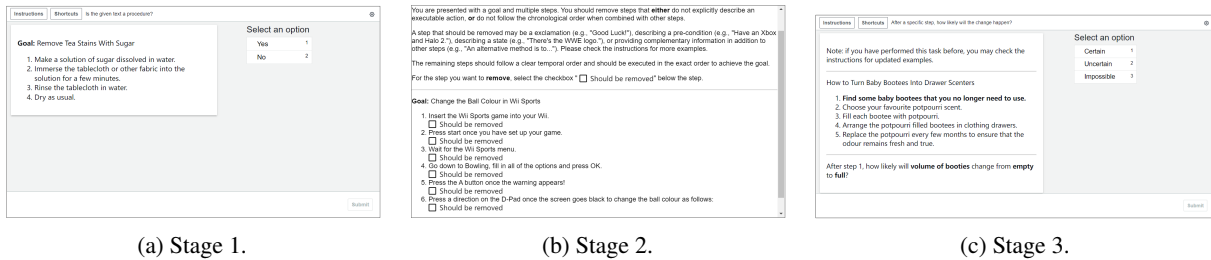 Instructions Shortcuts Is the given text a procedure?
Goal: Remove Tea Stains With Sugar
1. Make a solution of sugar dissolved in water.
2. Immerse the tablecloth or other fabric into the
solution for a few minutes.
3. Rinse the tablecloth in water.
4. Dry as usual.
Select an option
Yes 1
No 2
Submit
(a) Stage 1.
You are presented with a goal and multiple steps. You should remove steps that either do not explicitly describe an
executable action, or do not follow the chronological order when combined with other steps.
A step that should be removed may be a exclamation (e.g., "Good Luck!"), describing a pre-condition (e.g., "Have an Xbox
and Halo 2."), describing a state (e.g., "There's the WWE logo."), or providing complementary information in addition to
other steps (e.g., "An alternative method is to..."). Please check the instructions for more examples.
The remaining steps should follow a clear temporal order and should be executed in the exact order to achieve the goal.
For the step you want to remove, select the checkbox "☐ Should be removed" below the step.
Goal: Change the Ball Colour in Wii Sports
1. Insert the Wii Sports game into your Wii.
☐ Should be removed
2. Press start once you have set up your game.
☐ Should be removed
3. Wait for the Wii Sports menu.
☐ Should be removed
4. Go down to Bowling, fill in all of the options and press OK.
☐ Should be removed
5. Press the A button once the warning appears!
☐ Should be removed
6. Press a direction on the D-Pad once the screen goes black to change the ball colour as follows:
☐ Should be removed
(b) Stage 2.
Instructions Shortcuts After a specific step, how likely will the change happen?
Note: if you have performed this task before, you may check the
instructions for updated examples.
How to Turn Baby Bootees Into Drawer Scenters
1. Find some baby bootees that you no longer need to use.
2. Choose your favourite potpourri scent.
3. Fill each bootee with potpourri.
4. Arrange the potpourri filled bootees in clothing drawers.
5. Replace the potpourri every few months to ensure that the
odour remains fresh and true.
After step 1, how likely will volume of booties change from empty
to full?
Select an option
Certain 1
Uncertain 2
Impossible 3
Submit
(c) Stage 3.